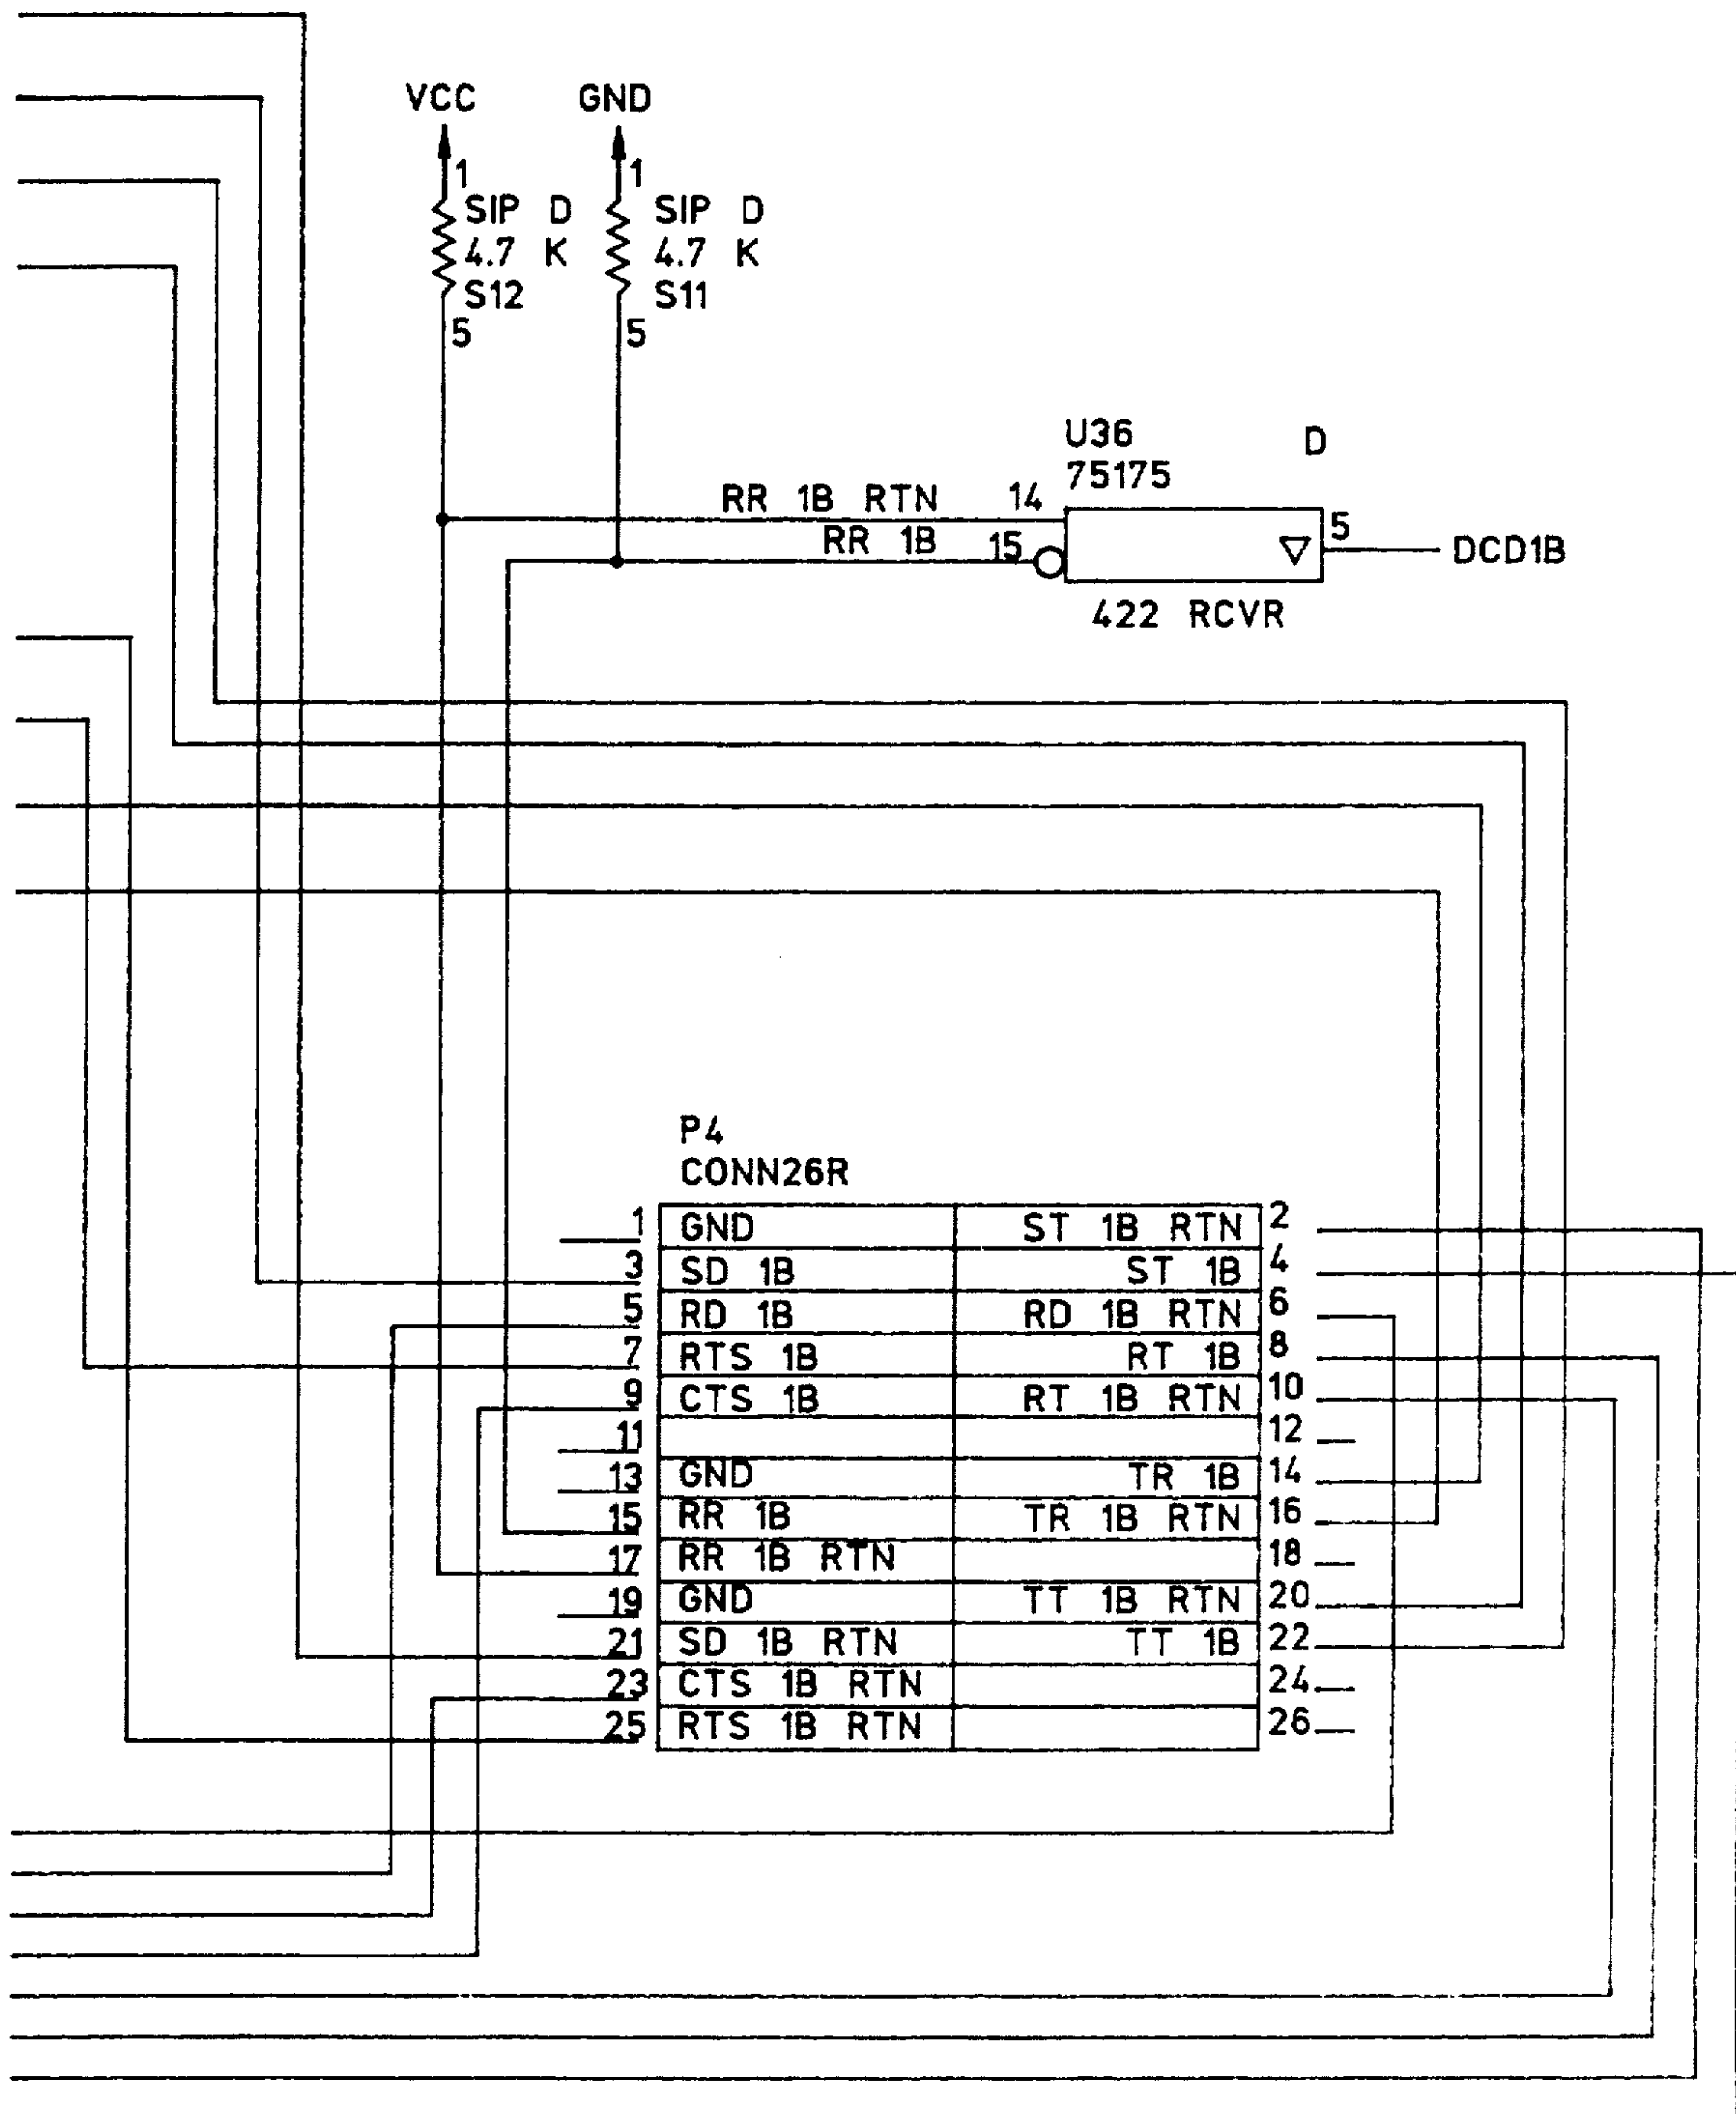 VCC GND
1 1
SIP D SIP D
4.7 K 4.7 K
S12 S11
5 5
U36 D
75175
RR 1B RTN 14 5
RR 1B 15 DCD1B
422 RCVR
P4
CONN26R
1 GND ST 1B RTN 2
3 SD 1B ST 1B 4
5 RD 1B RD 1B RTN 6
7 RTS 1B RT 1B 8
9 CTS 1B RT 1B RTN 10
11 12
13 GND TR 1B 14
15 RR 1B TR 1B RTN 16
17 RR 1B RTN 18
19 GND TT 1B RTN 20
21 SD 1B RTN TT 1B 22
23 CTS 1B RTN 24
25 RTS 1B RTN 26